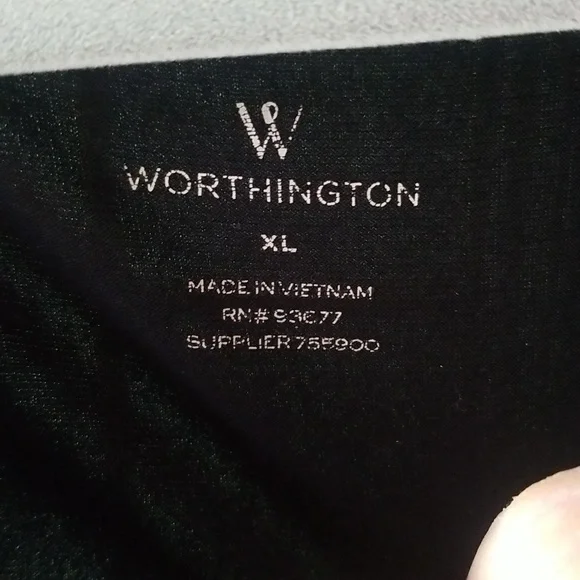 W
WORTHINGTON
XL
MADE IN VIETNAM
RN# 93677
SUPPLIER 755900